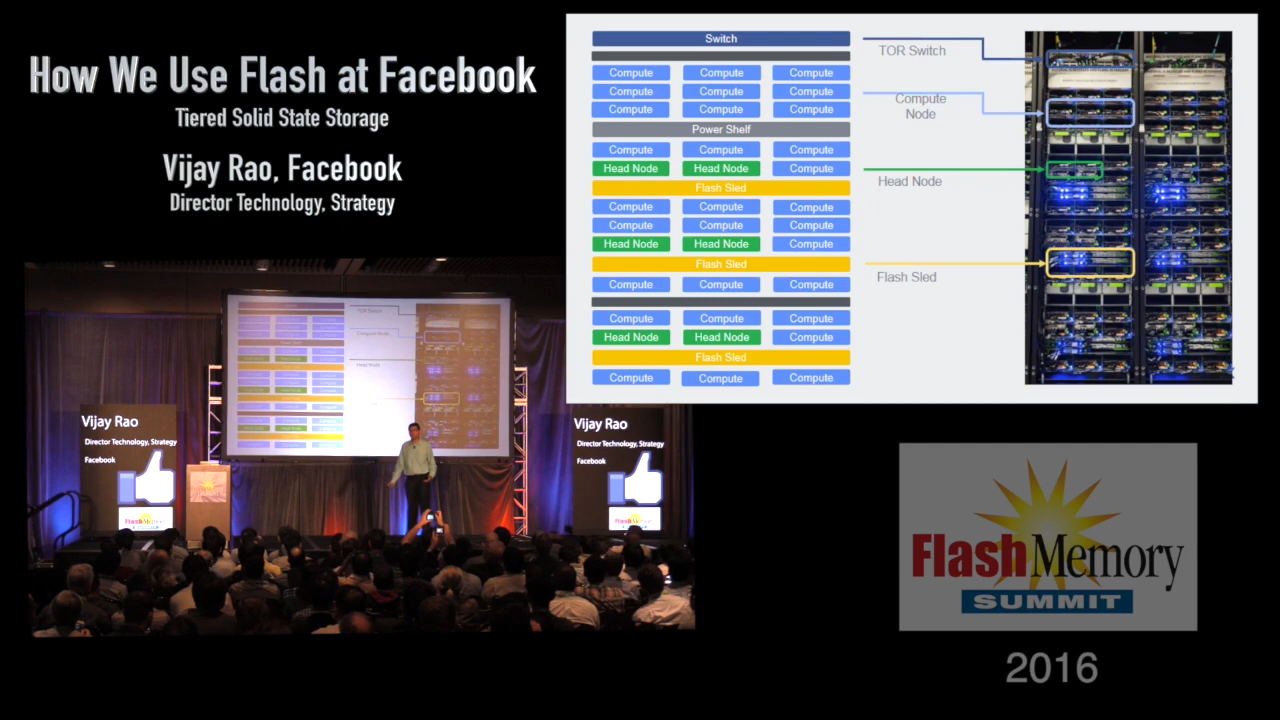 How We Use Flash at Facebook
Tiered Solid State Storage
Vijay Rao, Facebook
Director Technology, Strategy
Switch
Compute Compute Compute
Compute Compute Compute
Compute Compute Compute
Power Shelf
Compute Compute Compute
Head Node Head Node Compute
Flash Sled
Compute Compute Compute
Compute Compute Compute
Head Node Head Node Compute
Flash Sled
Compute Compute Compute
Compute Compute Compute
Head Node Head Node Compute
Flash Sled
Compute Compute Compute
TOR Switch
Compute
Node
Head Node
Flash Sled
Vijay Rao
Director Technology, Strategy
Facebook
FlashMemory
Vijay Rao
Director Technology, Strategy
Facebook
FlashMemory
FlashMemory
SUMMIT
2016